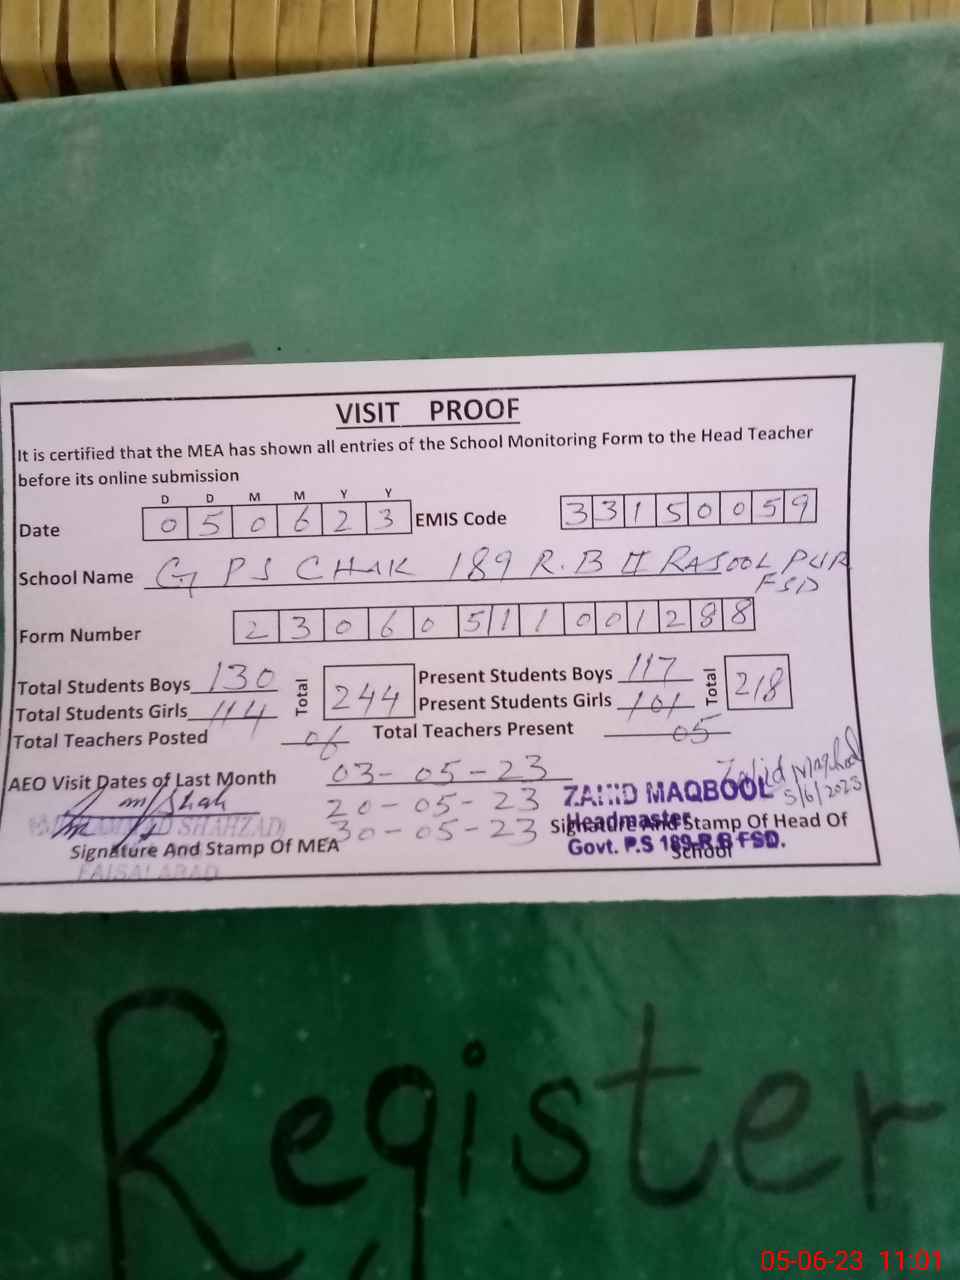 VISIT PROOF
It is certified that the MEA has shown all entries of the School Monitoring Form to the Head Teacher
before its online submission
D D M M Y Y
Date 0 5 0 6 2 3 EMIS Code 3 3 1 5 0 0 5 9
School Name G PS CHAK 189 R.B II RASOOL PUR
FSD
Form Number 2 3 0 6 0 5 1 1 0 0 1 2 8 8
Total Students Boys 130 Total 244 Present Students Boys 117 Total 218
Total Students Girls 114 Present Students Girls 101
Total Teachers Posted 06 Total Teachers Present 05
AEO Visit Dates of Last Month 03-05-23
Zahid Maqbool
5/6/2023
20-05-23
30-05-23
MUHAMMAD SHAHZAD
Signature And Stamp Of MEA
FAISALABAD
ZAHID MAQBOOL
Headmaster
Govt. P.S 189-R.B FSD.
Signature And Stamp Of Head Of
School
Register
05-06-23 11:01